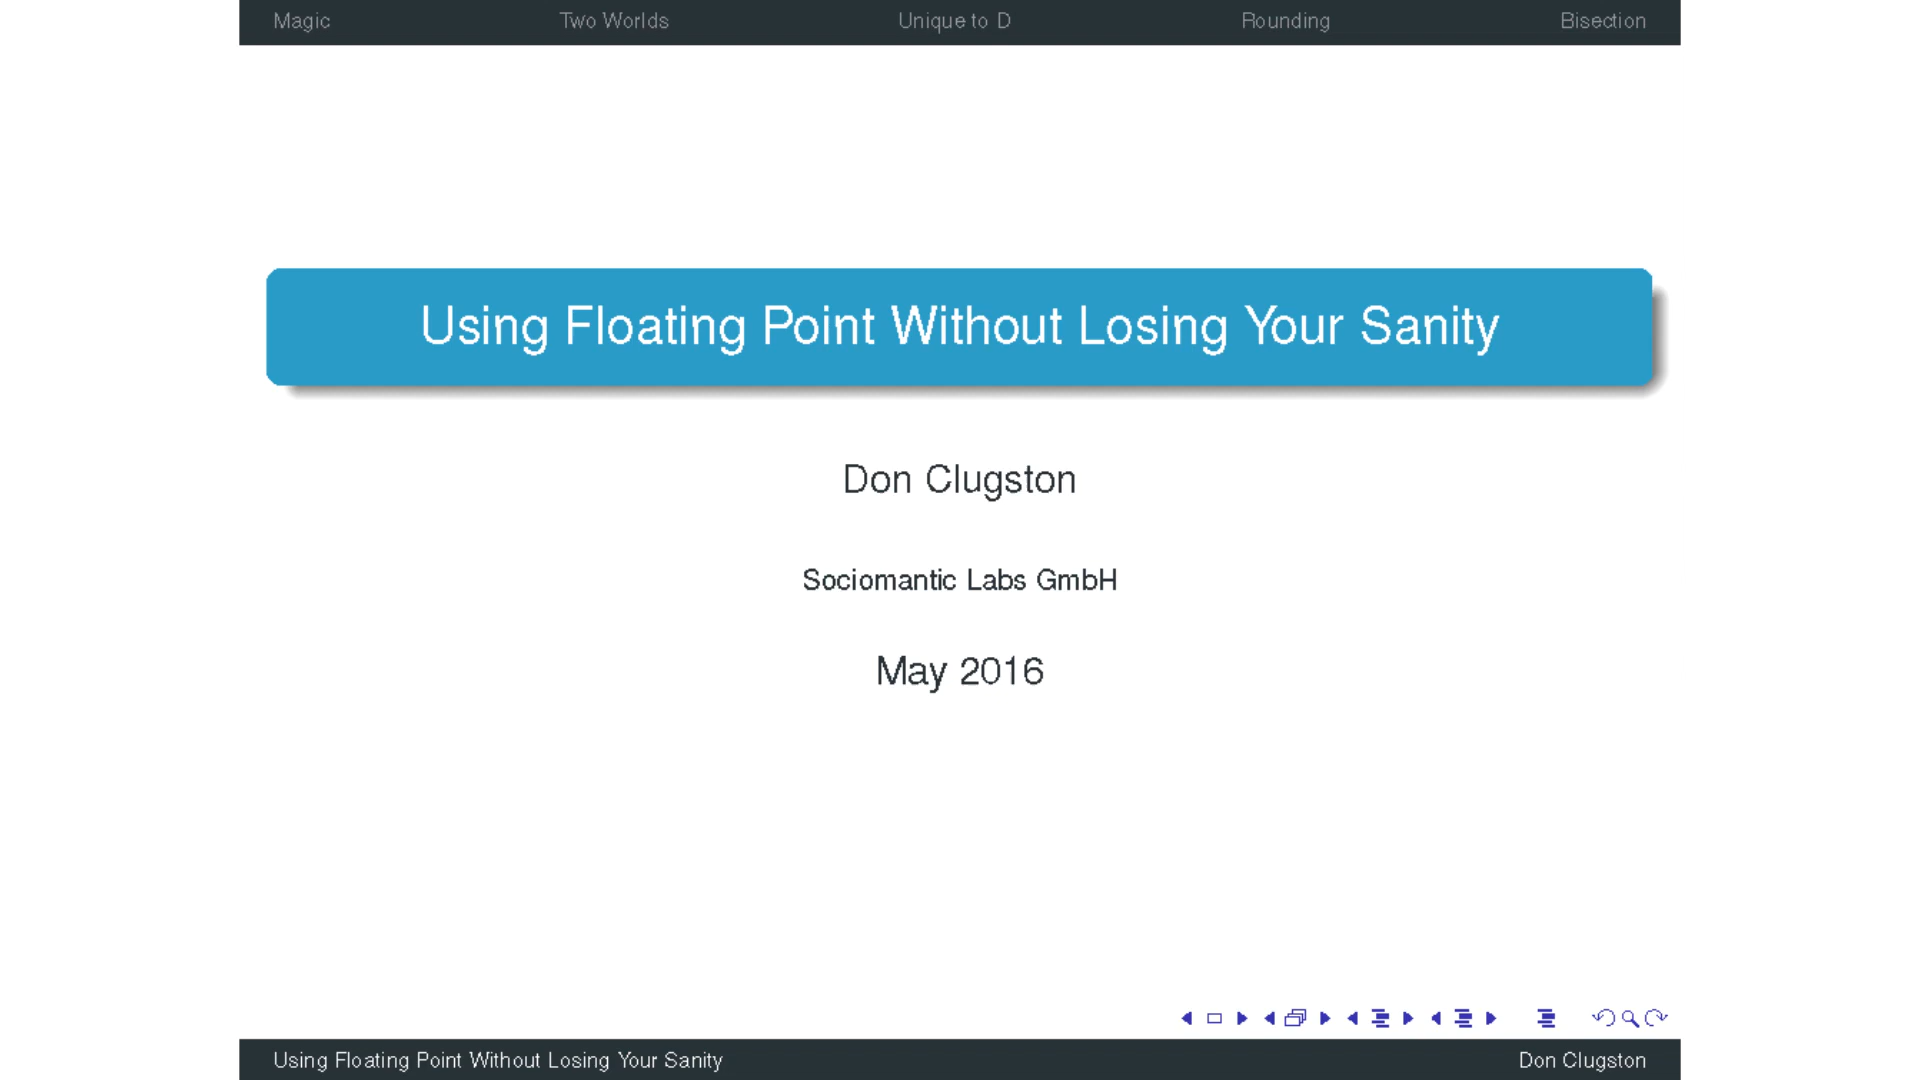 Magic Two Worlds Unique to D Rounding Bisection
Using Floating Point Without Losing Your Sanity
Don Clugston
Sociomantic Labs GmbH
May 2016
Using Floating Point Without Losing Your Sanity Don Clugston